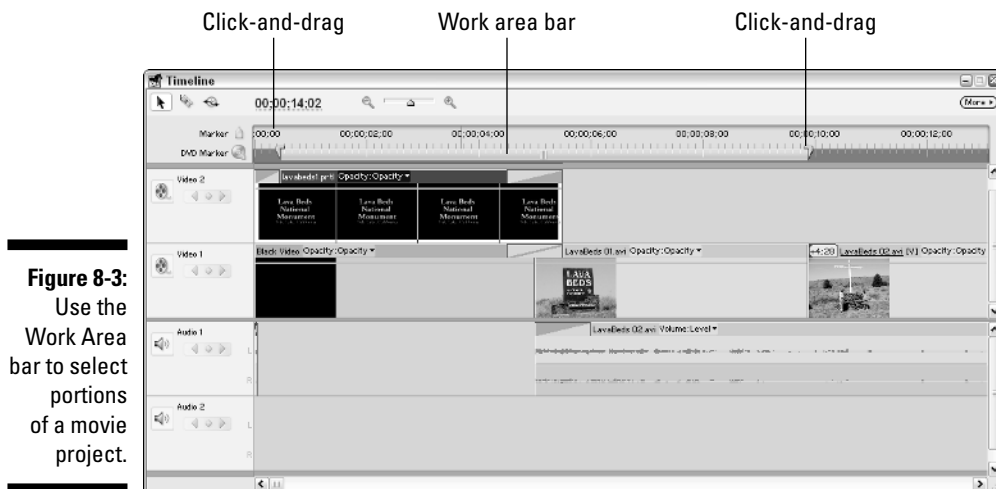 Click-and-drag Work area bar Click-and-drag
Timeline
00;00;14;02
More
Marker :00;00 00;00;02;00 00;00;04;00 00;00;06;00 00;00;08;00 00;00;10;00 00;00;12;00
DVD Marker
Video 2
lavabeds1.prtl Opacity:Opacity
Lava Beds Lava Beds Lava Beds Lava Beds
National National National National
Monument Monument Monument Monument
Video 1
Black Video Opacity:Opacity LavaBeds 01.avi Opacity:Opacity +4;28 LavaBeds 02.avi [V] Opacity:Opacity
LAVA
BEDS
Audio 1
LavaBeds 02.avi Volume:Level
L
R
Audio 2
L
R
Figure 8-3:
Use the
Work Area
bar to select
portions
of a movie
project.